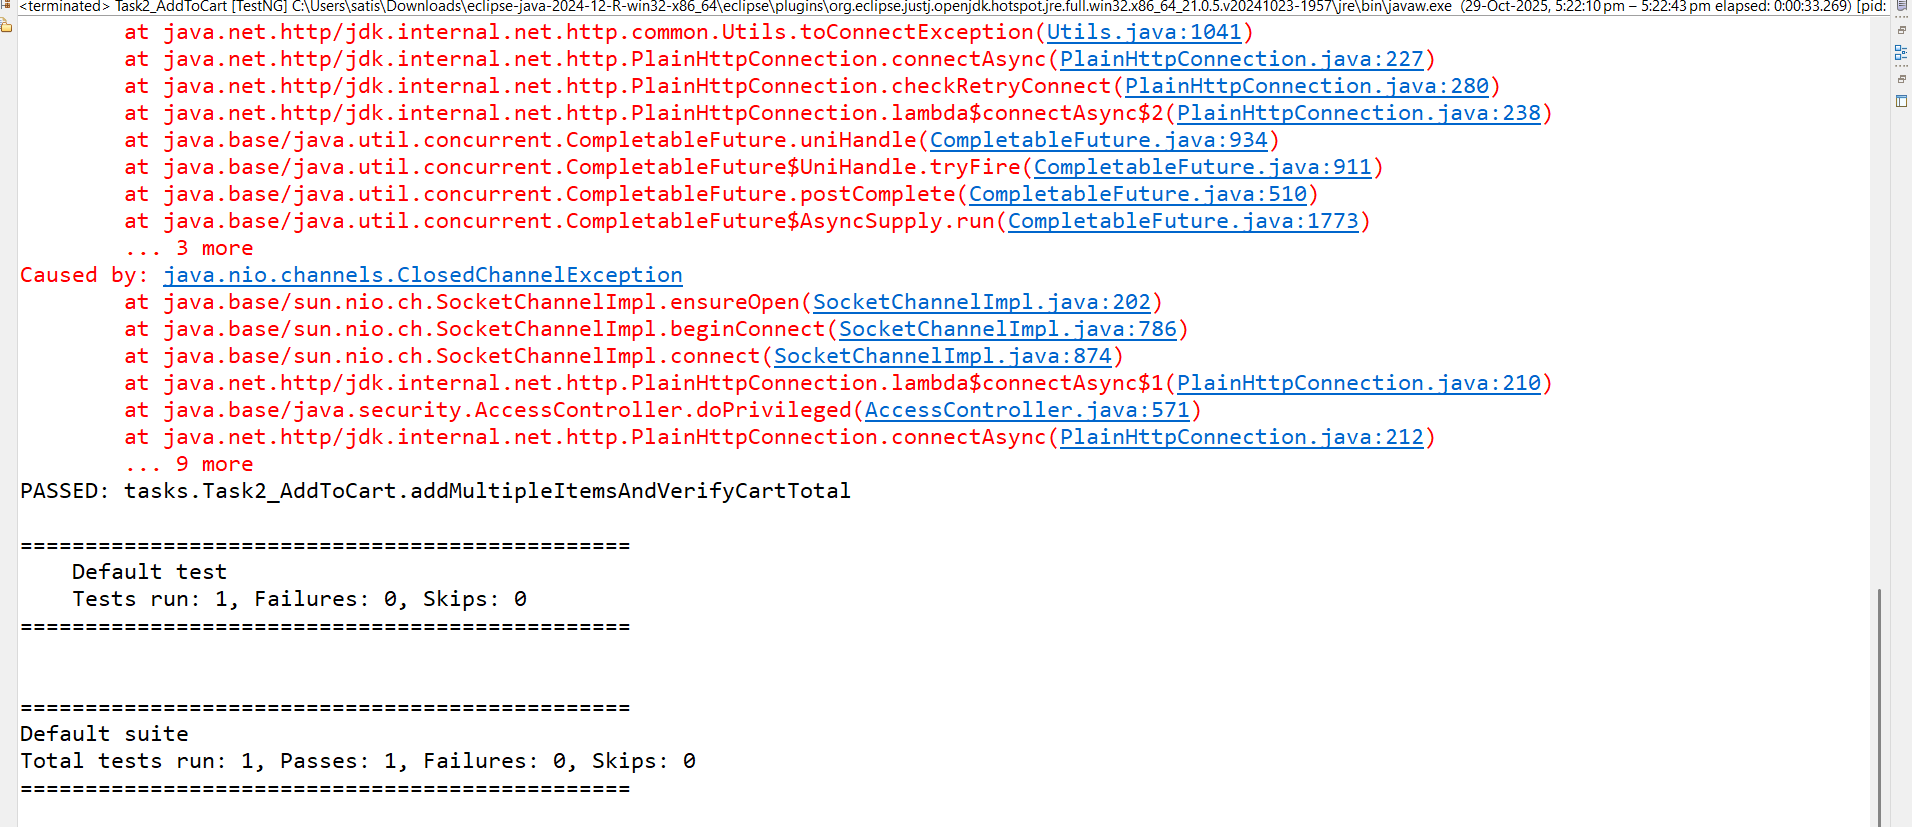 <terminated> Task2_AddToCart [TestNG] C:\Users\satis\Downloads\eclipse-java-2024-12-R-win32-x86_64\eclipse\plugins\org.eclipse.justj.openjdk.hotspot.jre.full.win32.x86_64_21.0.5.v20241023-1957\jre\bin\javaw.exe (29-Oct-2025, 5:22:10 pm – 5:22:43 pm elapsed: 0:00:33.269) [pid:
at java.net.http/jdk.internal.net.http.common.Utils.toConnectException(Utils.java:1041)
at java.net.http/jdk.internal.net.http.PlainHttpConnection.connectAsync(PlainHttpConnection.java:227)
at java.net.http/jdk.internal.net.http.PlainHttpConnection.checkRetryConnect(PlainHttpConnection.java:280)
at java.net.http/jdk.internal.net.http.PlainHttpConnection.lambda$connectAsync$2(PlainHttpConnection.java:238)
at java.base/java.util.concurrent.CompletableFuture.uniHandle(CompletableFuture.java:934)
at java.base/java.util.concurrent.CompletableFuture$UniHandle.tryFire(CompletableFuture.java:911)
at java.base/java.util.concurrent.CompletableFuture.postComplete(CompletableFuture.java:510)
at java.base/java.util.concurrent.CompletableFuture$AsyncSupply.run(CompletableFuture.java:1773)
... 3 more
Caused by: java.nio.channels.ClosedChannelException
at java.base/sun.nio.ch.SocketChannelImpl.ensureOpen(SocketChannelImpl.java:202)
at java.base/sun.nio.ch.SocketChannelImpl.beginConnect(SocketChannelImpl.java:786)
at java.base/sun.nio.ch.SocketChannelImpl.connect(SocketChannelImpl.java:874)
at java.net.http/jdk.internal.net.http.PlainHttpConnection.lambda$connectAsync$1(PlainHttpConnection.java:210)
at java.base/java.security.AccessController.doPrivileged(AccessController.java:571)
at java.net.http/jdk.internal.net.http.PlainHttpConnection.connectAsync(PlainHttpConnection.java:212)
... 9 more
PASSED: tasks.Task2_AddToCart.addMultipleItemsAndVerifyCartTotal
===============================================
Default test
Tests run: 1, Failures: 0, Skips: 0
===============================================
===============================================
Default suite
Total tests run: 1, Passes: 1, Failures: 0, Skips: 0
===============================================